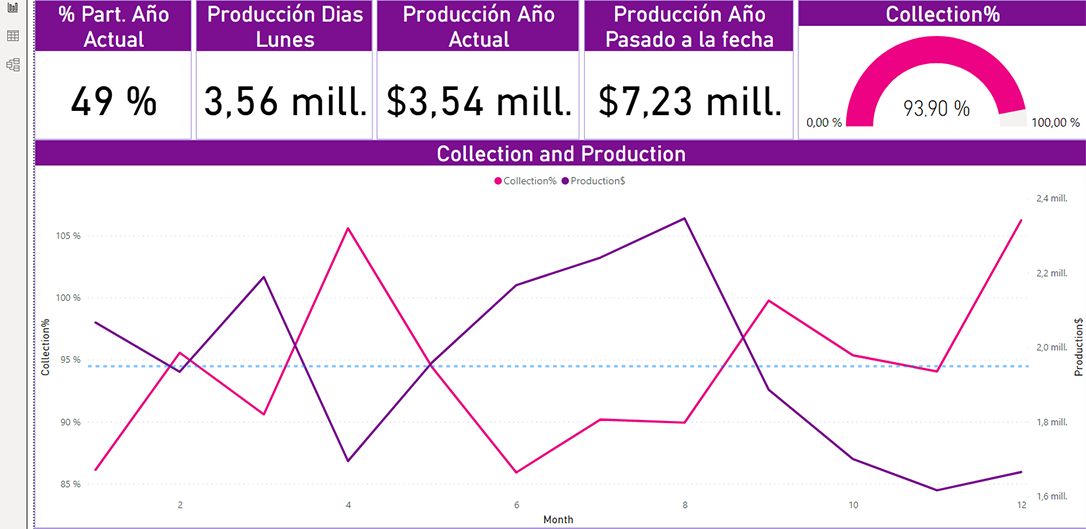 % Part. Año
Actual
49 %
Producción Dias
Lunes
3,56 mill.
Producción Año
Actual
$3,54 mill.
Producción Año
Pasado a la fecha
$7,23 mill.
Collection%
93,90 %
0,00 %
100,00 %
Collection and Production
Collection% Production$
105 %
100 %
95 %
90 %
85 %
Collection%
2,4 mill.
2,2 mill.
2,0 mill.
1,8 mill.
1,6 mill.
Production$
2 4 6 8 10 12
Month